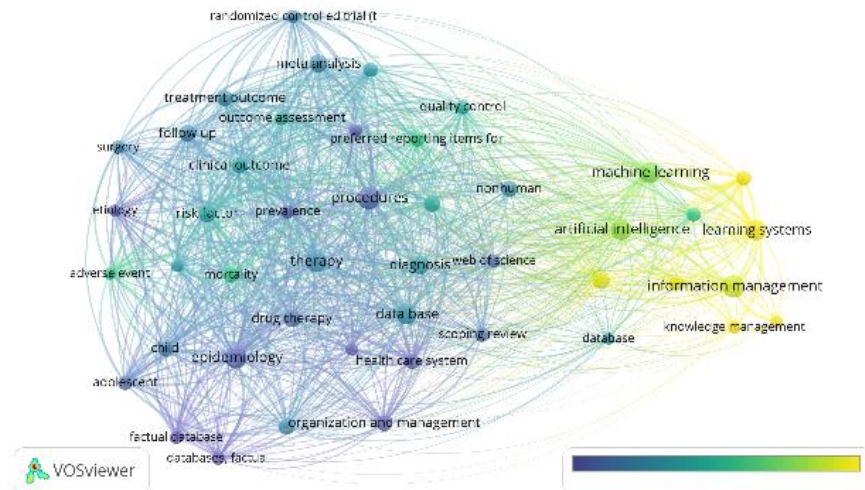 randomized controlled trial (t
meta analysis
treatment outcome
quality control
outcome assessment
follow up
preferred reporting items for
surgery
clinical outcome
machine learning
nonhuman
procedures
etiology
risk factor
prevalence
artificial intelligence
learning systems
therapy
diagnosis
web of science
adverse event
mortality
information management
drug therapy
data base
knowledge management
scoping review
database
child
epidemiology
health care system
adolescent
organization and management
factual database
databases, factua
VOSviewer